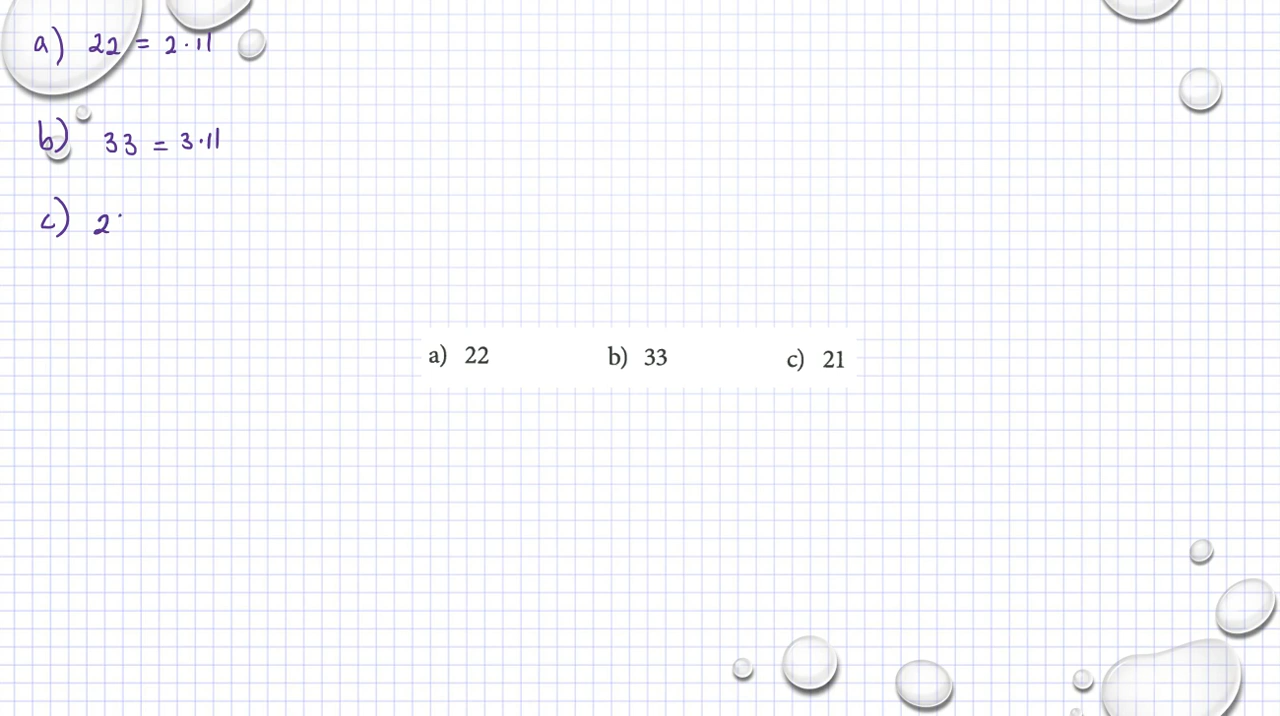 a) 22 = 2·11
b) 33 = 3·11
c) 2
a) 22 b) 33 c) 21